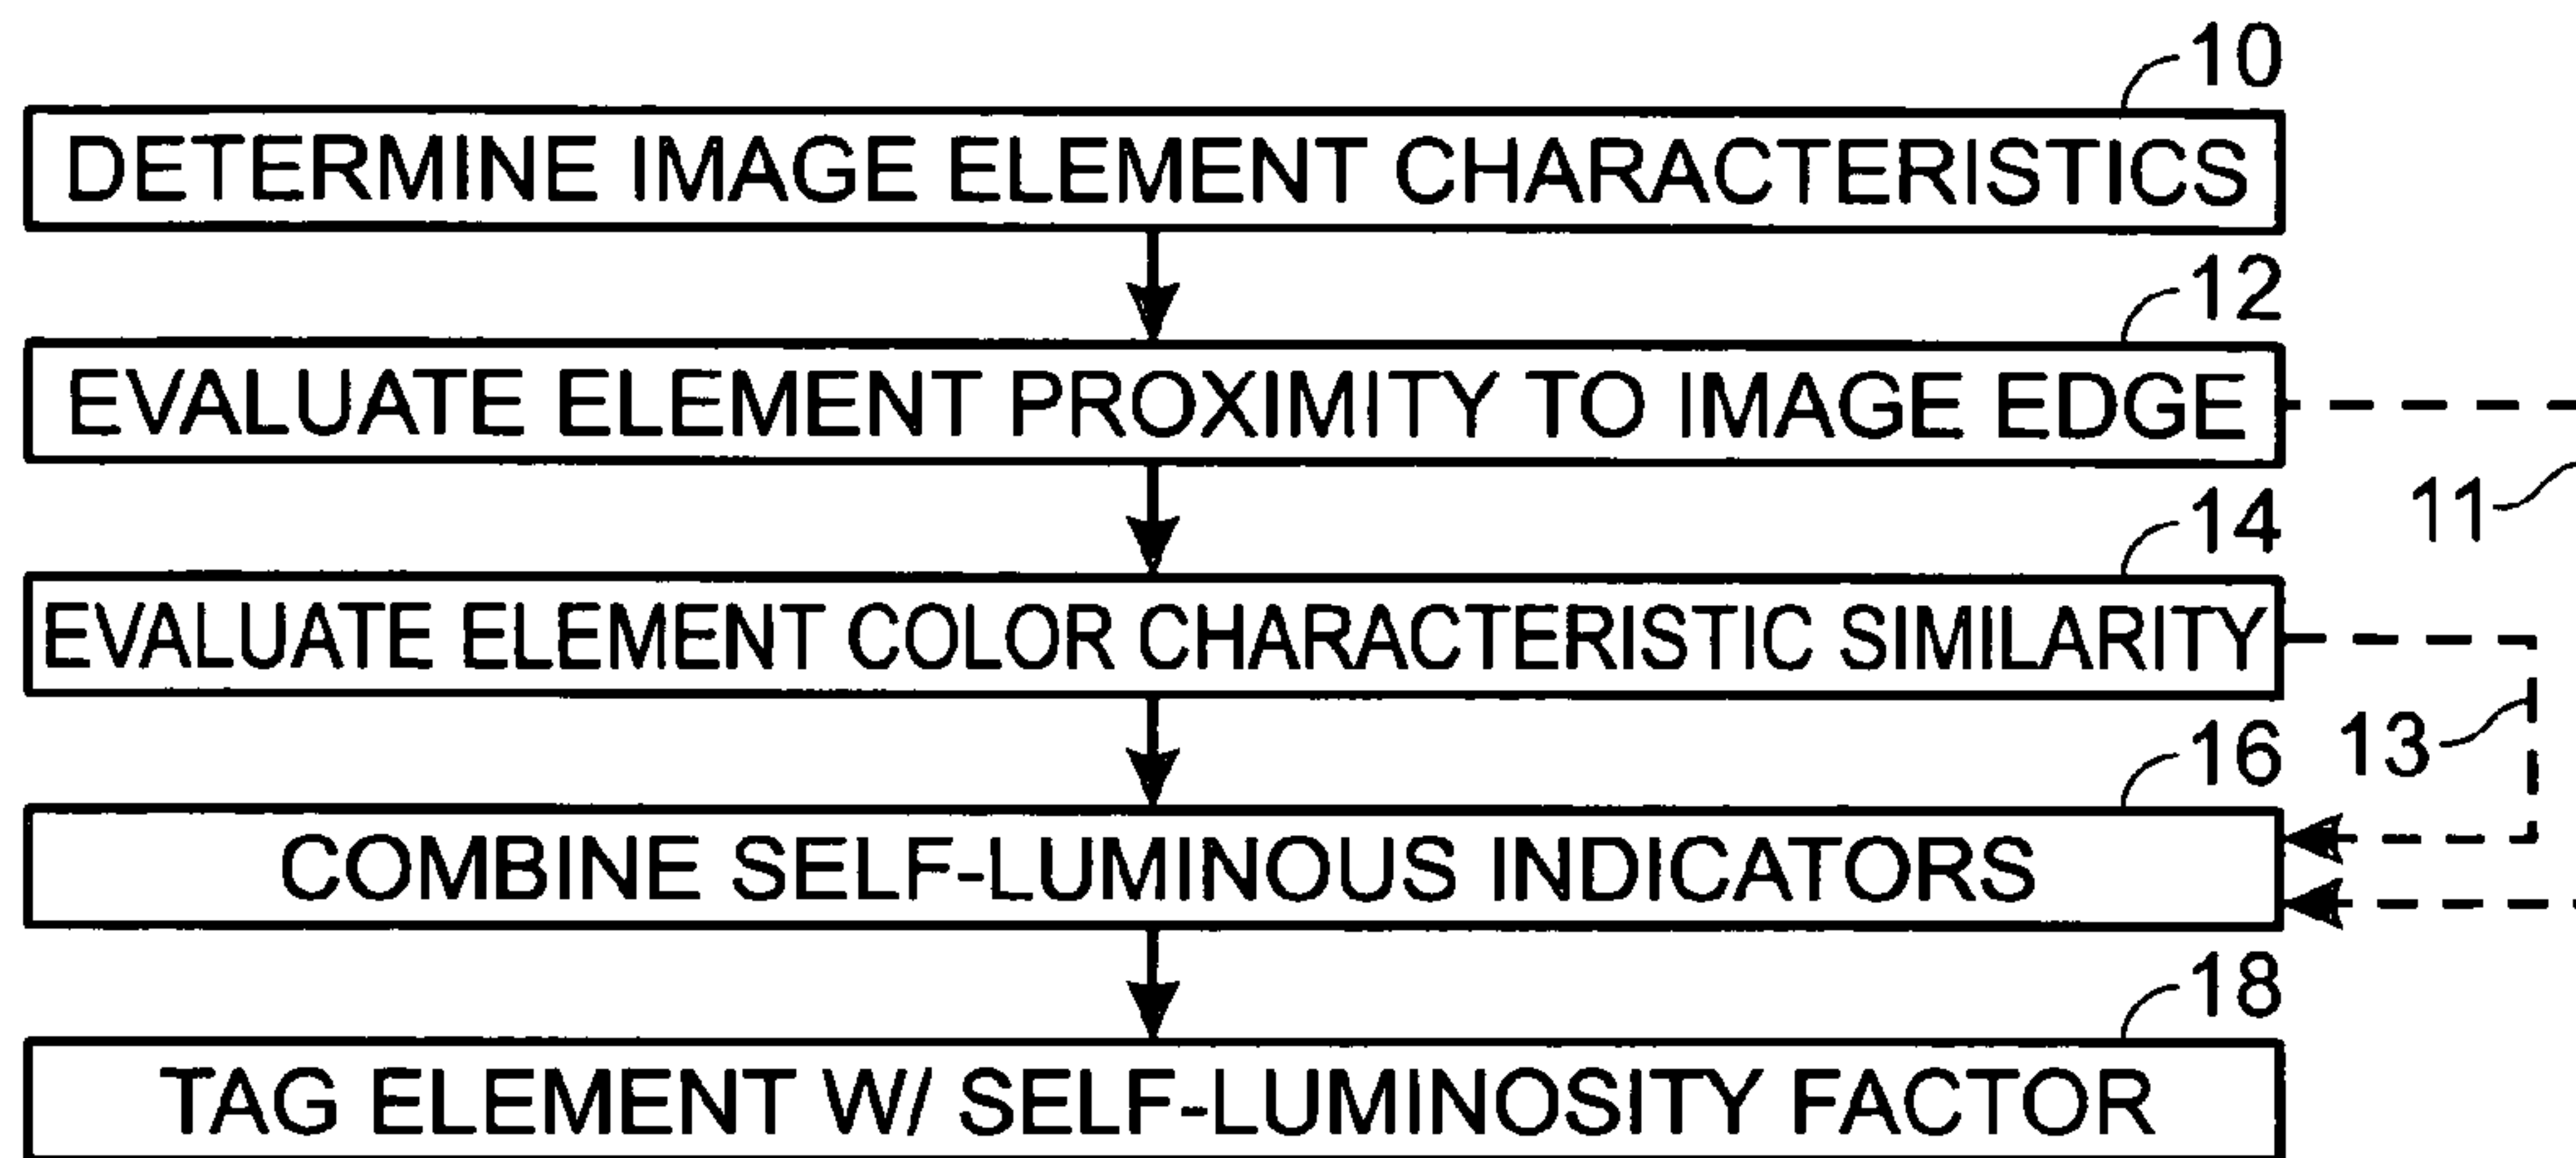 10
DETERMINE IMAGE ELEMENT CHARACTERISTICS
12
EVALUATE ELEMENT PROXIMITY TO IMAGE EDGE
11
14
EVALUATE ELEMENT COLOR CHARACTERISTIC SIMILARITY
13
16
COMBINE SELF-LUMINOUS INDICATORS
18
TAG ELEMENT W/ SELF-LUMINOSITY FACTOR